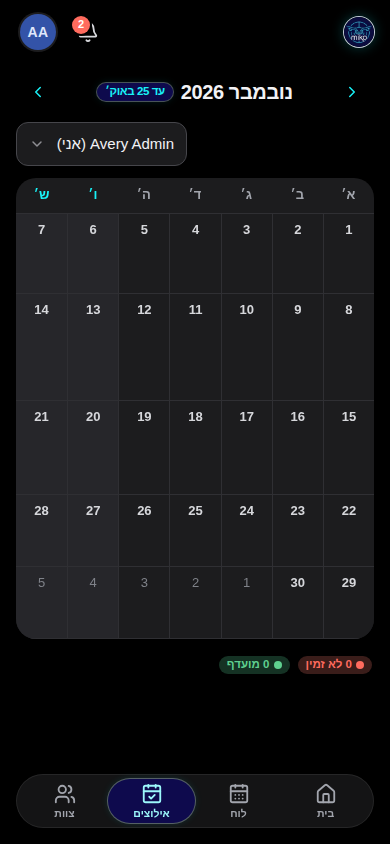 AA
2
mikp
נובמבר 2026
עד 25 באוק׳
Avery Admin (אני)
א׳ ב׳ ג׳ ד׳ ה׳ ו׳ ש׳
1 2 3 4 5 6 7
8 9 10 11 12 13 14
15 16 17 18 19 20 21
22 23 24 25 26 27 28
29 30 1 2 3 4 5
0 לא זמין
0 מועדף
בית
לוח
אילוצים
צוות